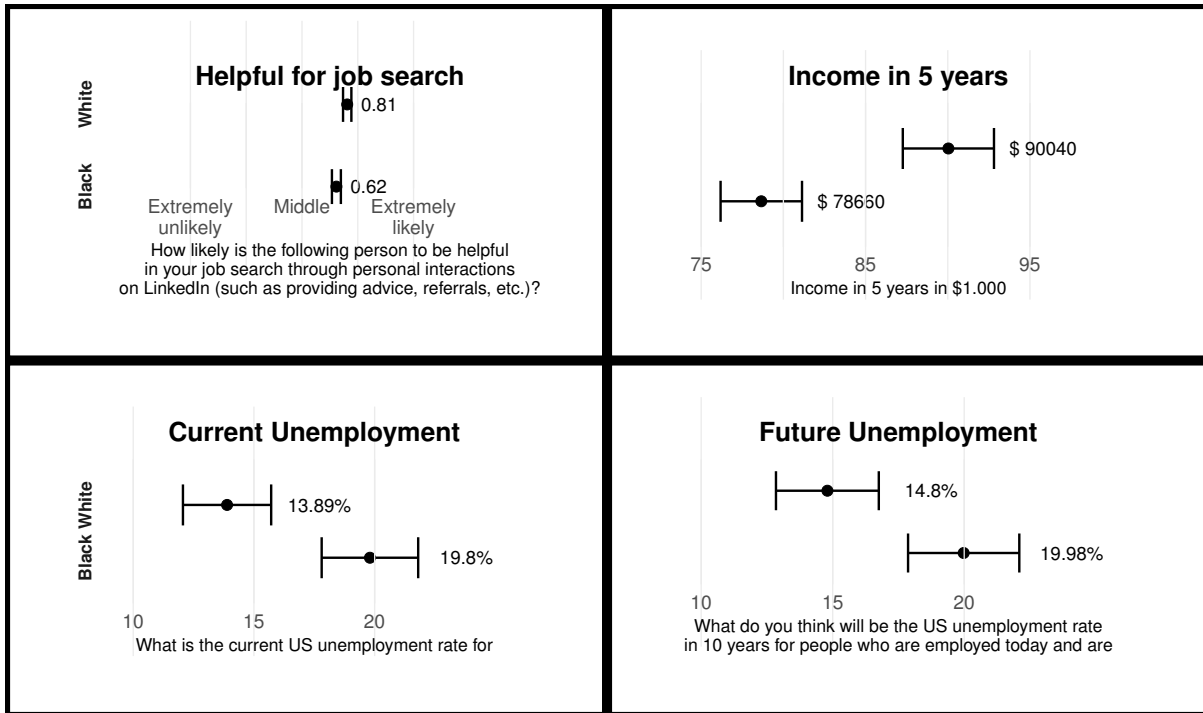 Helpful for job search
White
0.81
Black
0.62
Extremely
unlikely
Middle
Extremely
likely
How likely is the following person to be helpful
in your job search through personal interactions
on LinkedIn (such as providing advice, referrals, etc.)?
Income in 5 years
$ 90040
$ 78660
75
85
95
Income in 5 years in $1.000
Current Unemployment
Black White
13.89%
19.8%
10
15
20
What is the current US unemployment rate for
Future Unemployment
14.8%
19.98%
10
15
20
What do you think will be the US unemployment rate
in 10 years for people who are employed today and are